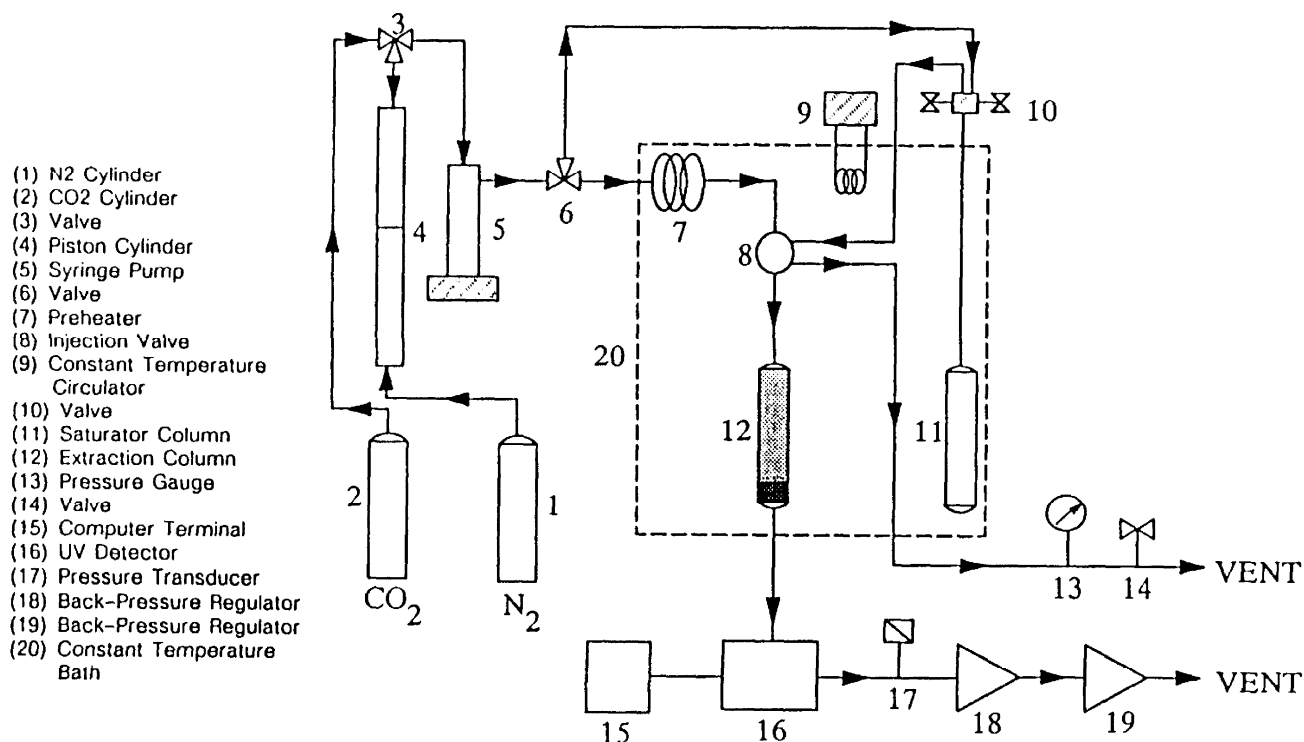 (1) N2 Cylinder
(2) CO2 Cylinder
(3) Valve
(4) Piston Cylinder
(5) Syringe Pump
(6) Valve
(7) Preheater
(8) Injection Valve
(9) Constant Temperature
Circulator
(10) Valve
(11) Saturator Column
(12) Extraction Column
(13) Pressure Gauge
(14) Valve
(15) Computer Terminal
(16) UV Detector
(17) Pressure Transducer
(18) Back-Pressure Regulator
(19) Back-Pressure Regulator
(20) Constant Temperature
Bath
3
9
10
4
5
6
7
8
20
12
11
2
1
CO2
N2
13
14
VENT
15
16
17
18
19
VENT